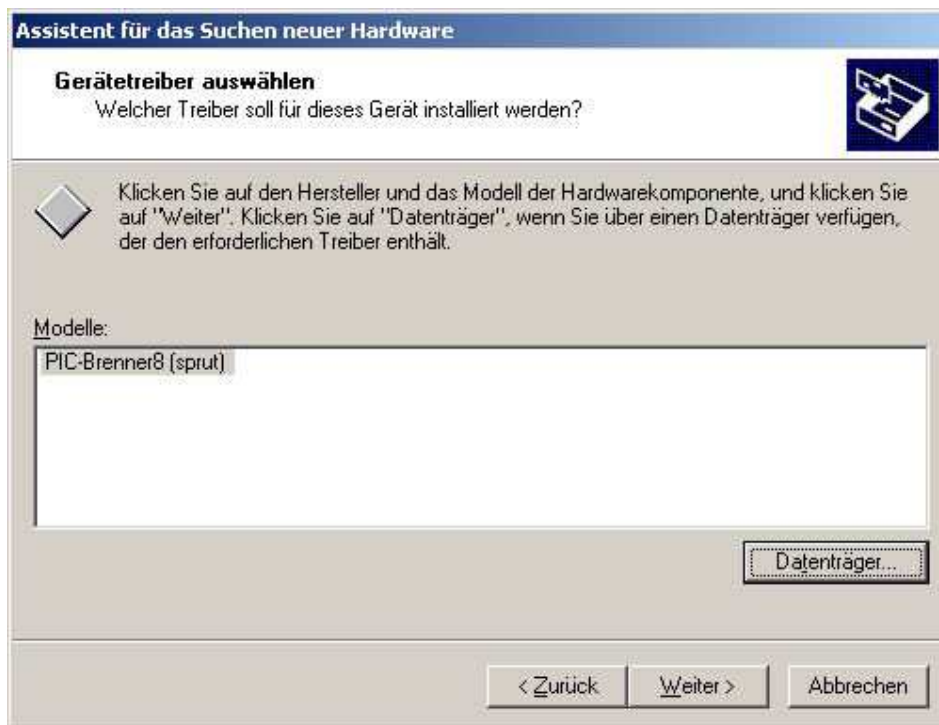 Assistent für das Suchen neuer Hardware
Gerätetreiber auswählen
Welcher Treiber soll für dieses Gerät installiert werden?
Klicken Sie auf den Hersteller und das Modell der Hardwarekomponente, und klicken Sie
auf "Weiter". Klicken Sie auf "Datenträger", wenn Sie über einen Datenträger verfügen,
der den erforderlichen Treiber enthält.
Modelle:
PIC-Brenner8 (sprut)
Datenträger...
< Zurück Weiter > Abbrechen